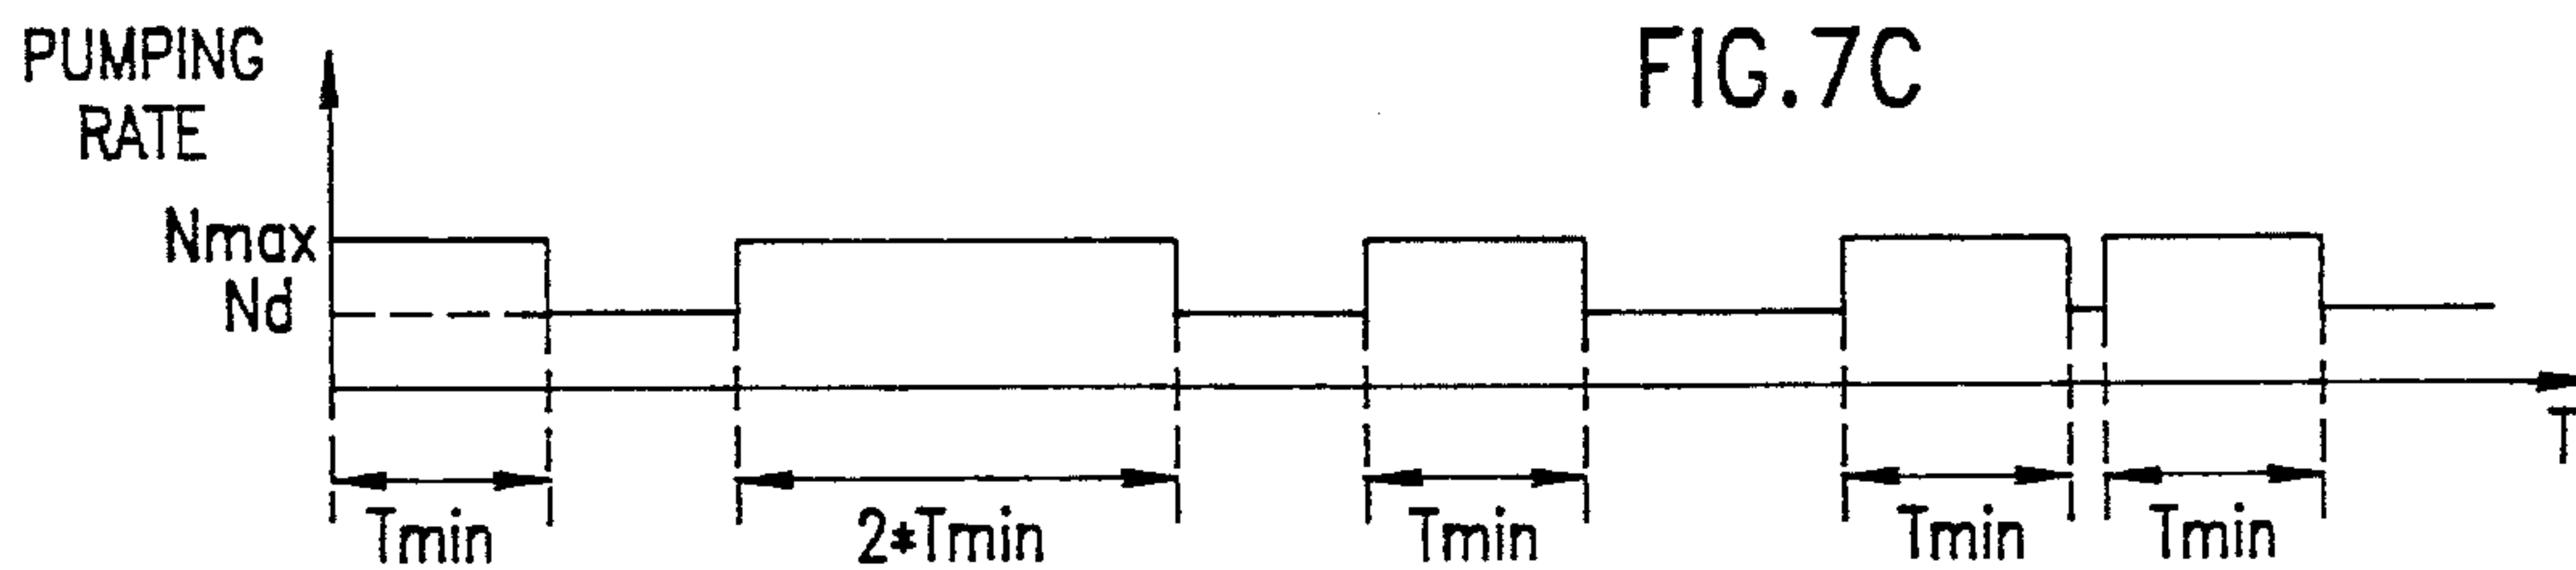 PUMPING
RATE
FIG.7C
Nmax
Nd
T
Tmin
2*Tmin
Tmin
Tmin
Tmin